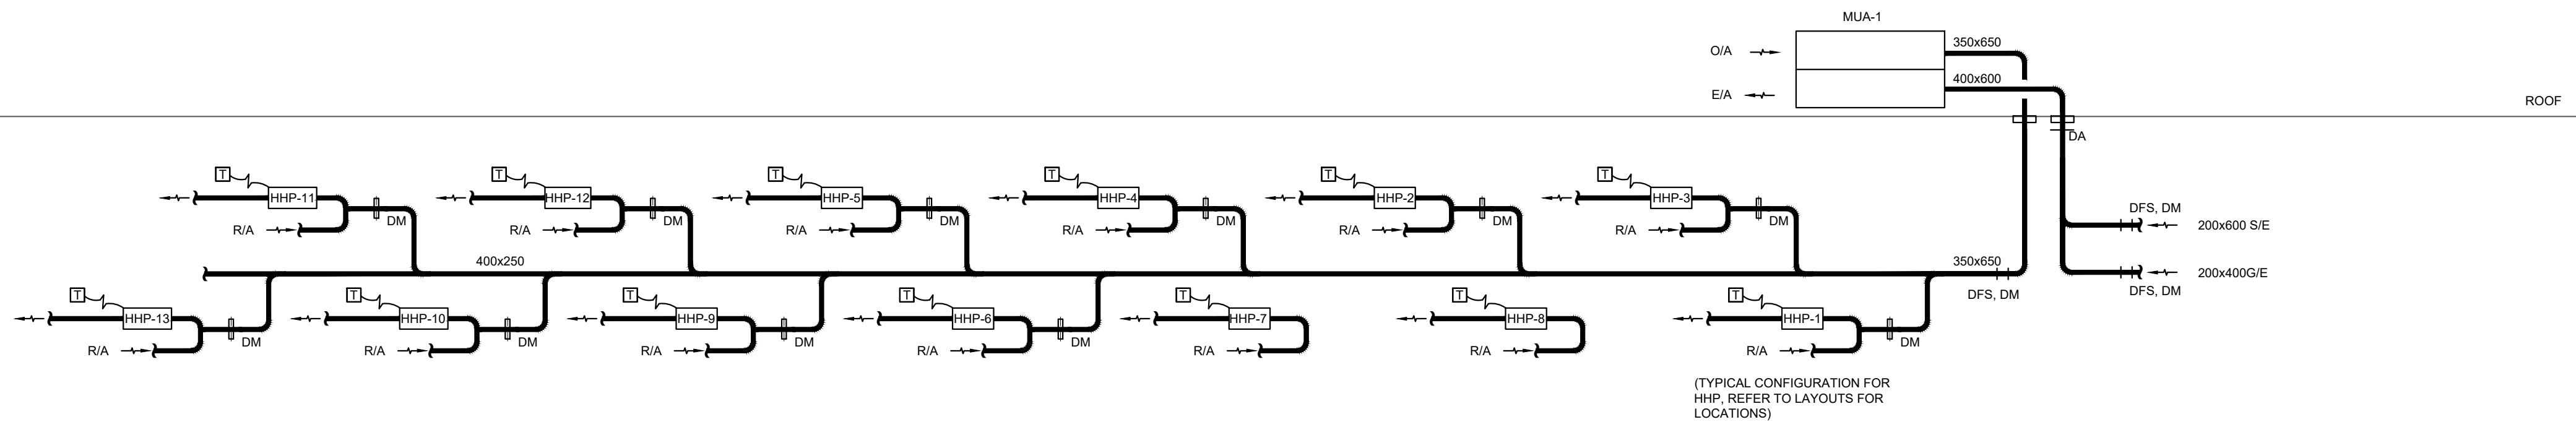 MUA-1
O/A
350x650
400x600
E/A
ROOF
DA
T
HHP-11
R/A
DM
T
HHP-12
R/A
DM
T
HHP-5
R/A
DM
T
HHP-4
R/A
DM
T
HHP-2
R/A
DM
T
HHP-3
R/A
DM
DFS, DM
200x600 S/E
400x250
350x650
DFS, DM
200x400G/E
DFS, DM
T
HHP-13
R/A
DM
T
HHP-10
R/A
DM
T
HHP-9
R/A
DM
T
HHP-6
R/A
DM
T
HHP-7
R/A
T
HHP-8
R/A
T
HHP-1
R/A
DM
(TYPICAL CONFIGURATION FOR
HHP, REFER TO LAYOUTS FOR
LOCATIONS)